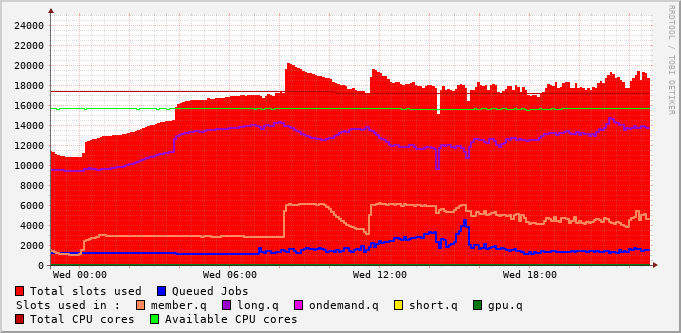 24000
22000
20000
18000
16000
14000
12000
10000
8000
6000
4000
2000
0
Wed 00:00 Wed 06:00 Wed 12:00 Wed 18:00
Total slots used Queued Jobs
Slots used in : member.q long.q ondemand.q short.q gpu.q
Total CPU cores Available CPU cores
RRDTOOL / TOBI OETIKER